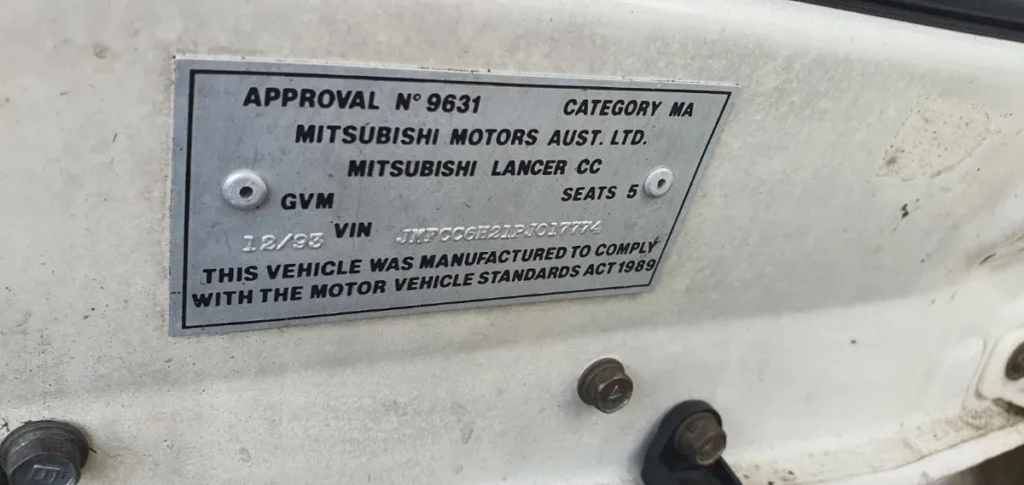 APPROVAL Nº 9631 CATEGORY MA
MITSUBISHI MOTORS AUST. LTD.
MITSUBISHI LANCER CC
GVM SEATS 5
12/93 VIN JMFCC6H21PJ017774
THIS VEHICLE WAS MANUFACTURED TO COMPLY
WITH THE MOTOR VEHICLE STANDARDS ACT 1989